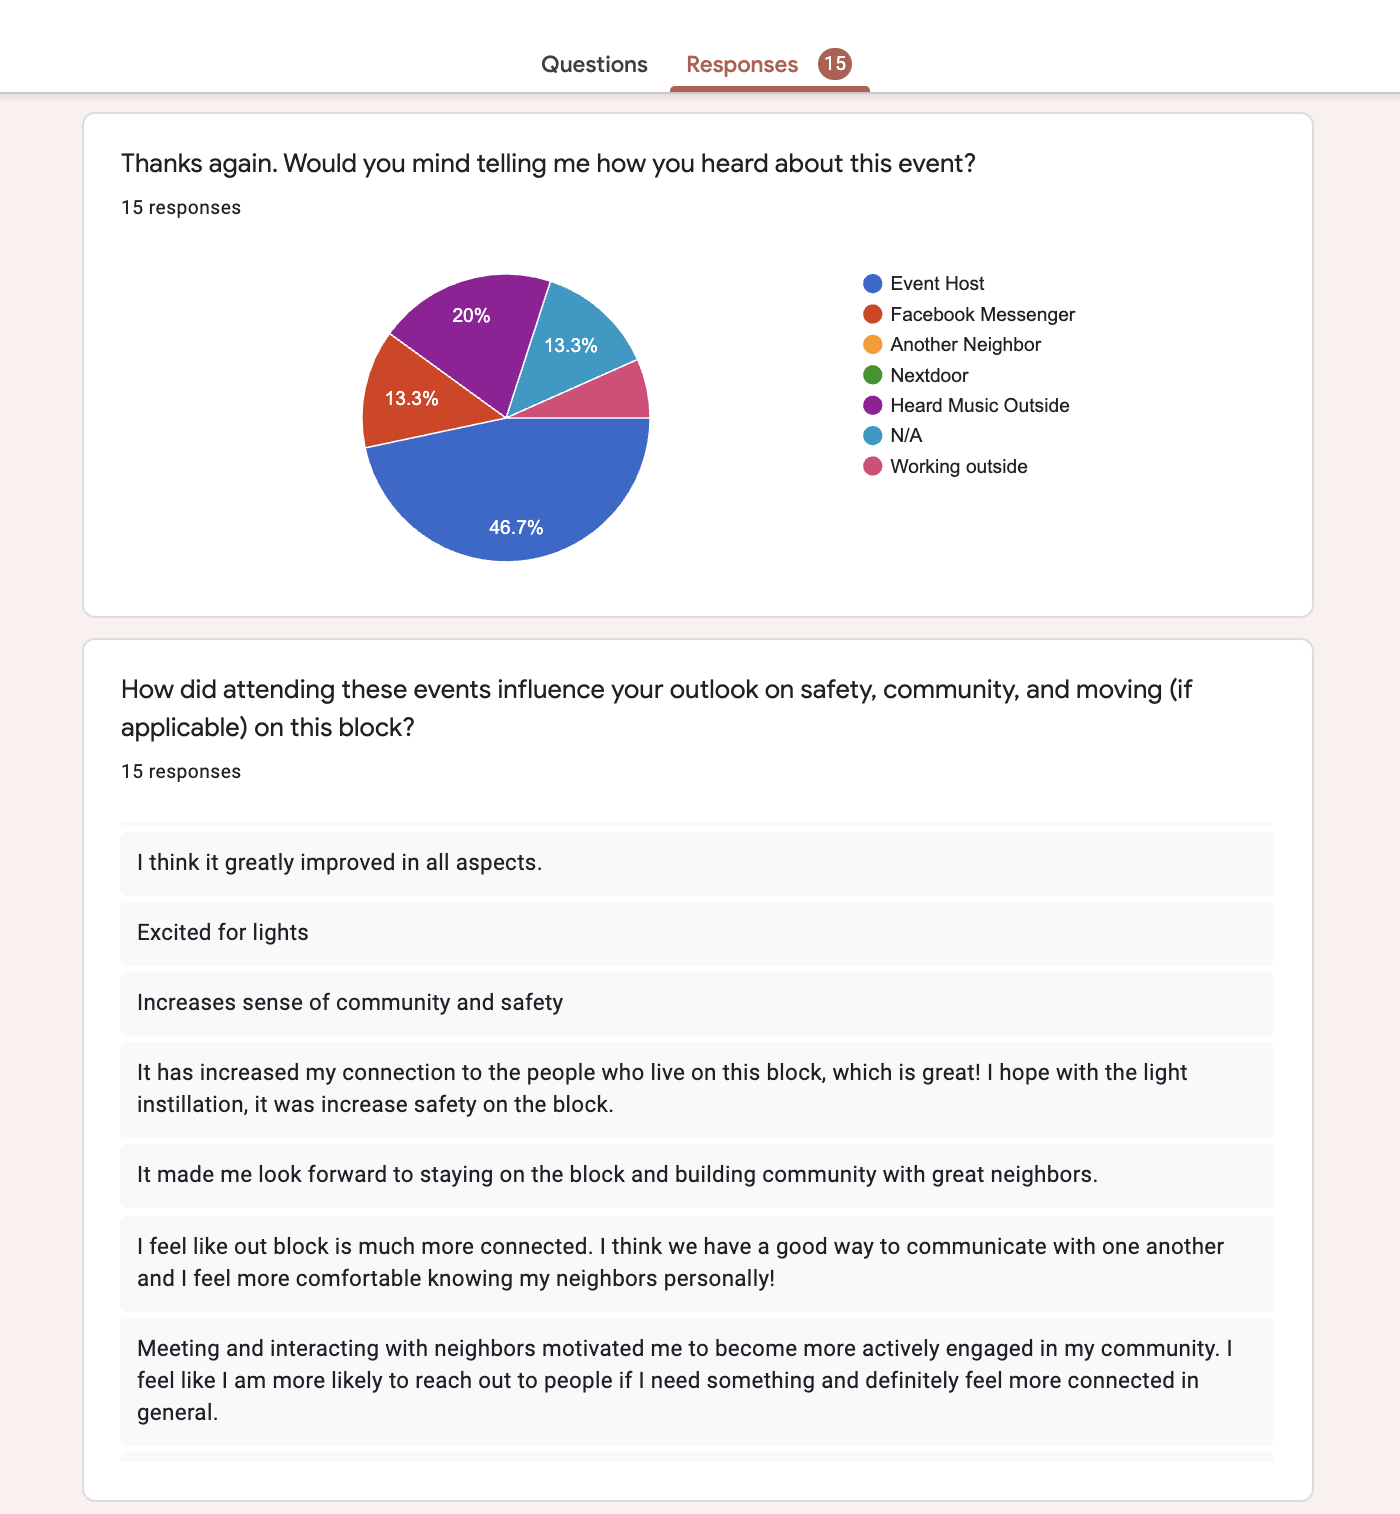 Questions
Responses
15
Thanks again. Would you mind telling me how you heard about this event?
15 responses
20%
13.3%
13.3%
46.7%
Event Host
Facebook Messenger
Another Neighbor
Nextdoor
Heard Music Outside
N/A
Working outside
How did attending these events influence your outlook on safety, community, and moving (if
applicable) on this block?
15 responses
I think it greatly improved in all aspects.
Excited for lights
Increases sense of community and safety
It has increased my connection to the people who live on this block, which is great! I hope with the light
instillation, it was increase safety on the block.
It made me look forward to staying on the block and building community with great neighbors.
I feel like out block is much more connected. I think we have a good way to communicate with one another
and I feel more comfortable knowing my neighbors personally!
Meeting and interacting with neighbors motivated me to become more actively engaged in my community. I
feel like I am more likely to reach out to people if I need something and definitely feel more connected in
general.